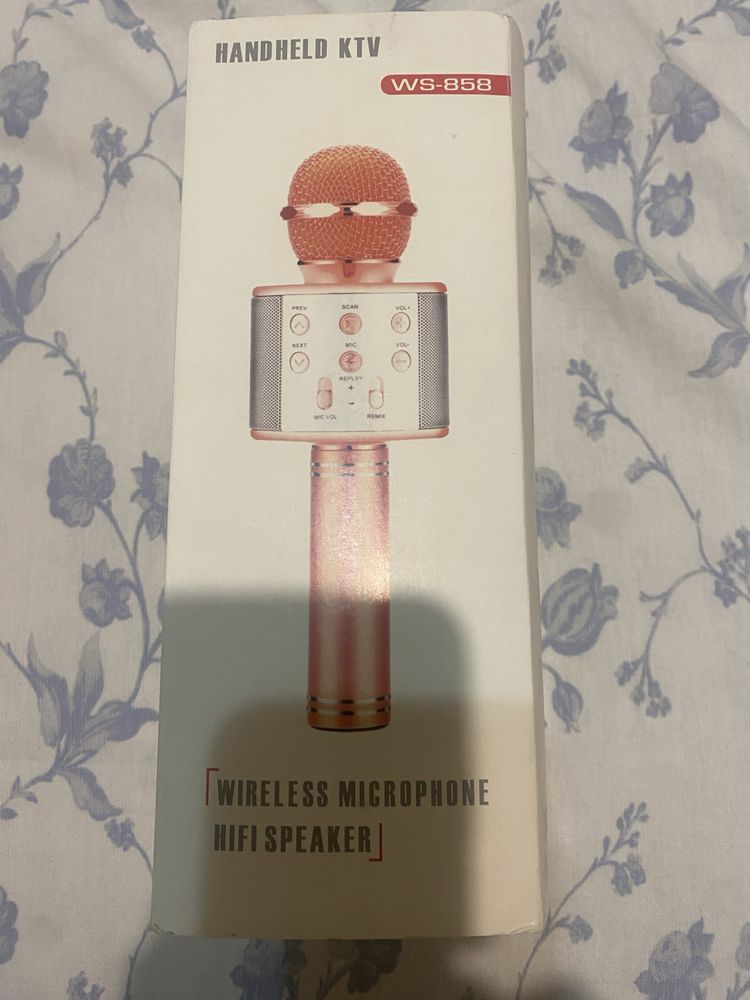 HANDHELD KTV
WS-858
PREV SCAN VOL+
NEXT MIC VOL-
REPLAY
+
-
MIC VOL REMIX
WIRELESS MICROPHONE
HIFI SPEAKER